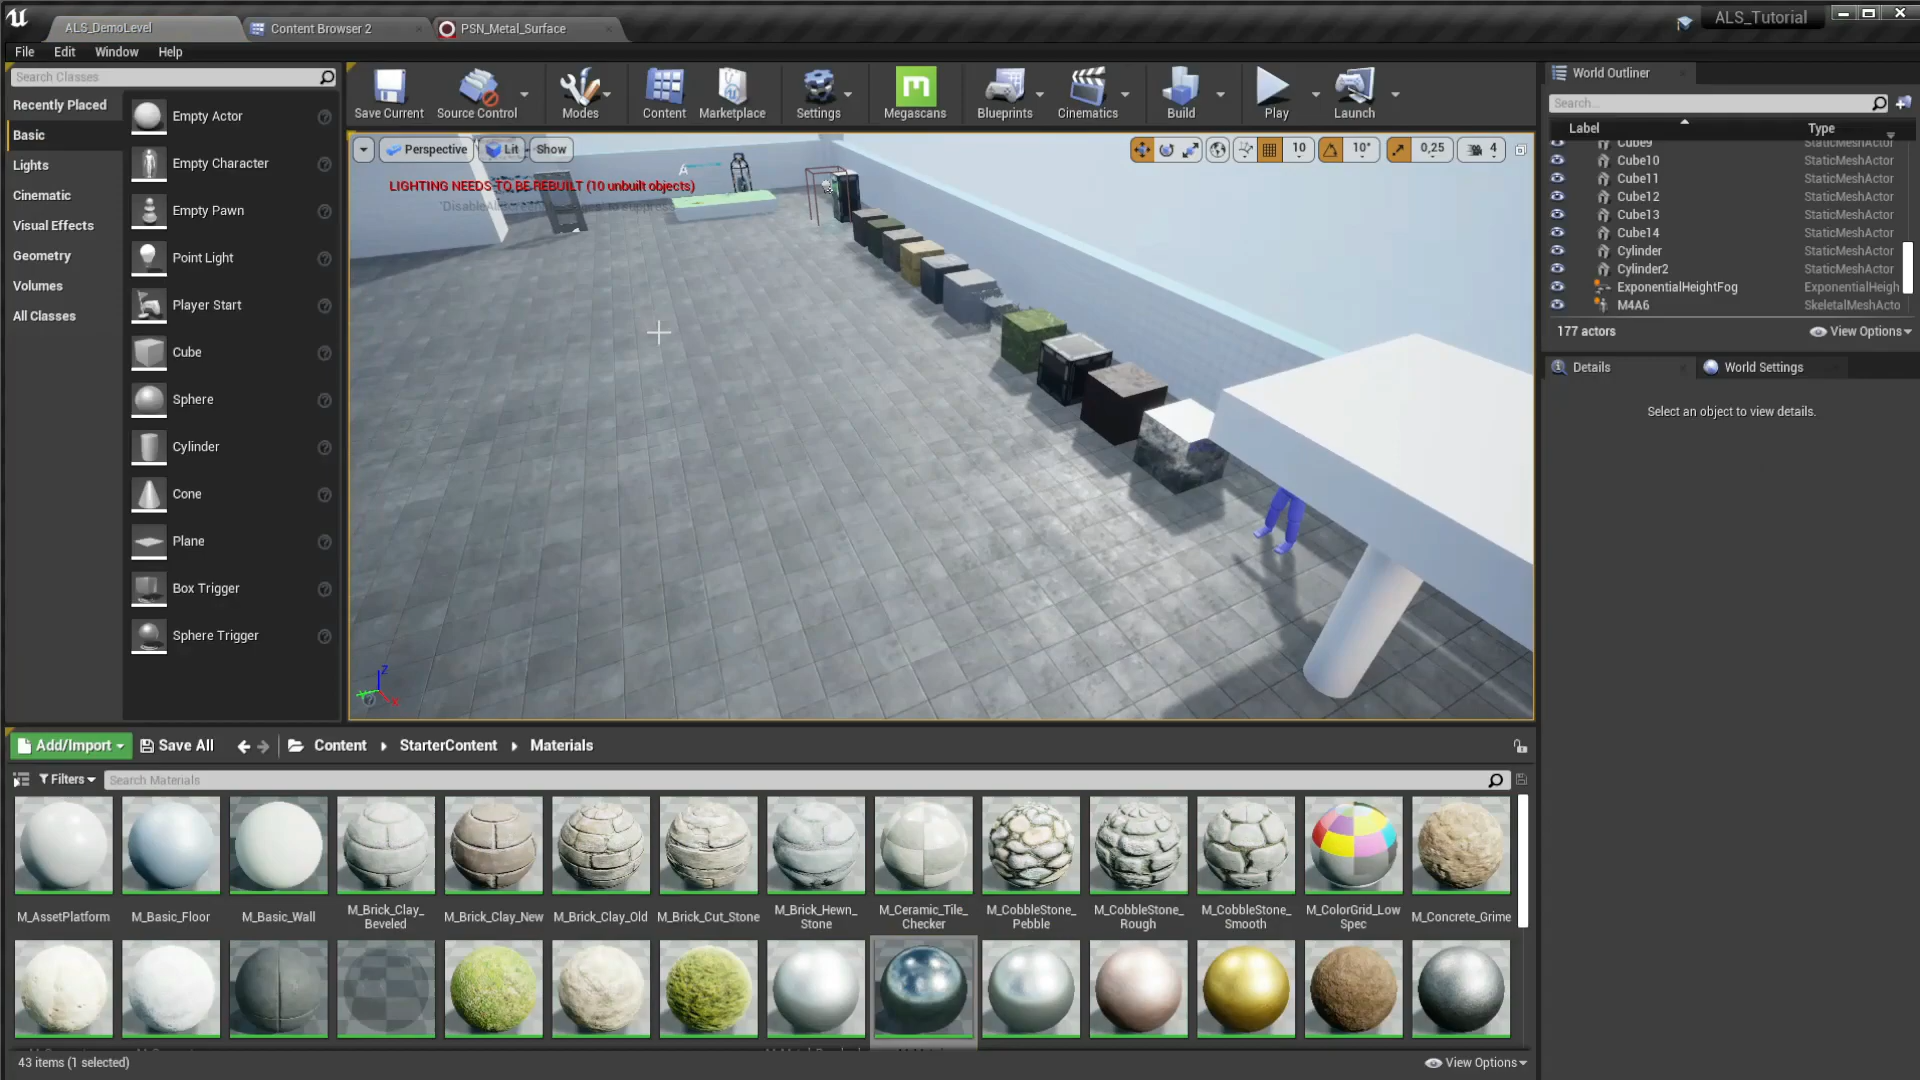 ALS_DemoLevel
Content Browser 2
PSN_Metal_Surface
ALS_Tutorial
File Edit Window Help
Search Classes
Recently Placed
Basic
Lights
Cinematic
Visual Effects
Geometry
Volumes
All Classes
Empty Actor
Empty Character
Empty Pawn
Point Light
Player Start
Cube
Sphere
Cylinder
Cone
Plane
Box Trigger
Sphere Trigger
Save Current
Source Control
Modes
Content
Marketplace
Settings
Megascans
Blueprints
Cinematics
Build
Play
Launch
Perspective
Lit
Show
10
10°
0,25
4
LIGHTING NEEDS TO BE REBUILT (10 unbuilt objects)
World Outliner
Search...
Label Type
Cube9 StaticMeshActor
Cube10 StaticMeshActor
Cube11 StaticMeshActor
Cube12 StaticMeshActor
Cube13 StaticMeshActor
Cube14 StaticMeshActor
Cylinder StaticMeshActor
Cylinder2 StaticMeshActor
ExponentialHeightFog ExponentialHeigh
M4A6 SkeletalMeshActo
177 actors
View Options
Details
World Settings
Select an object to view details.
Add/Import
Save All
Content
StarterContent
Materials
Filters
Search Materials
M_AssetPlatform
M_Basic_Floor
M_Basic_Wall
M_Brick_Clay_
Beveled
M_Brick_Clay_New
M_Brick_Clay_Old
M_Brick_Cut_Stone
M_Brick_Hewn_
Stone
M_Ceramic_Tile_
Checker
M_CobbleStone_
Pebble
M_CobbleStone_
Rough
M_CobbleStone_
Smooth
M_ColorGrid_Low
Spec
M_Concrete_Grime
43 items (1 selected)
View Options